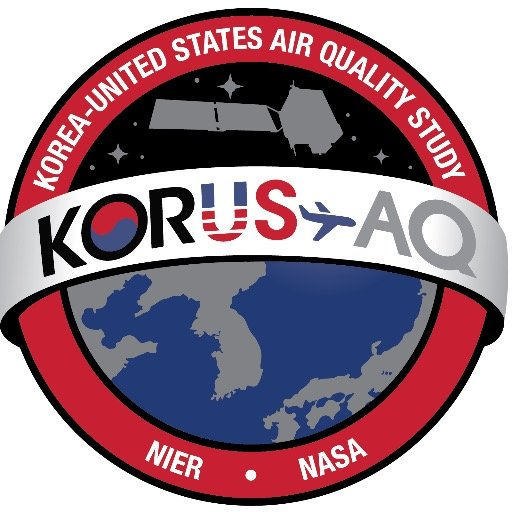 KOREA-UNITED STATES AIR QUALITY STUDY
KORUS-AQ
NIER • NASA